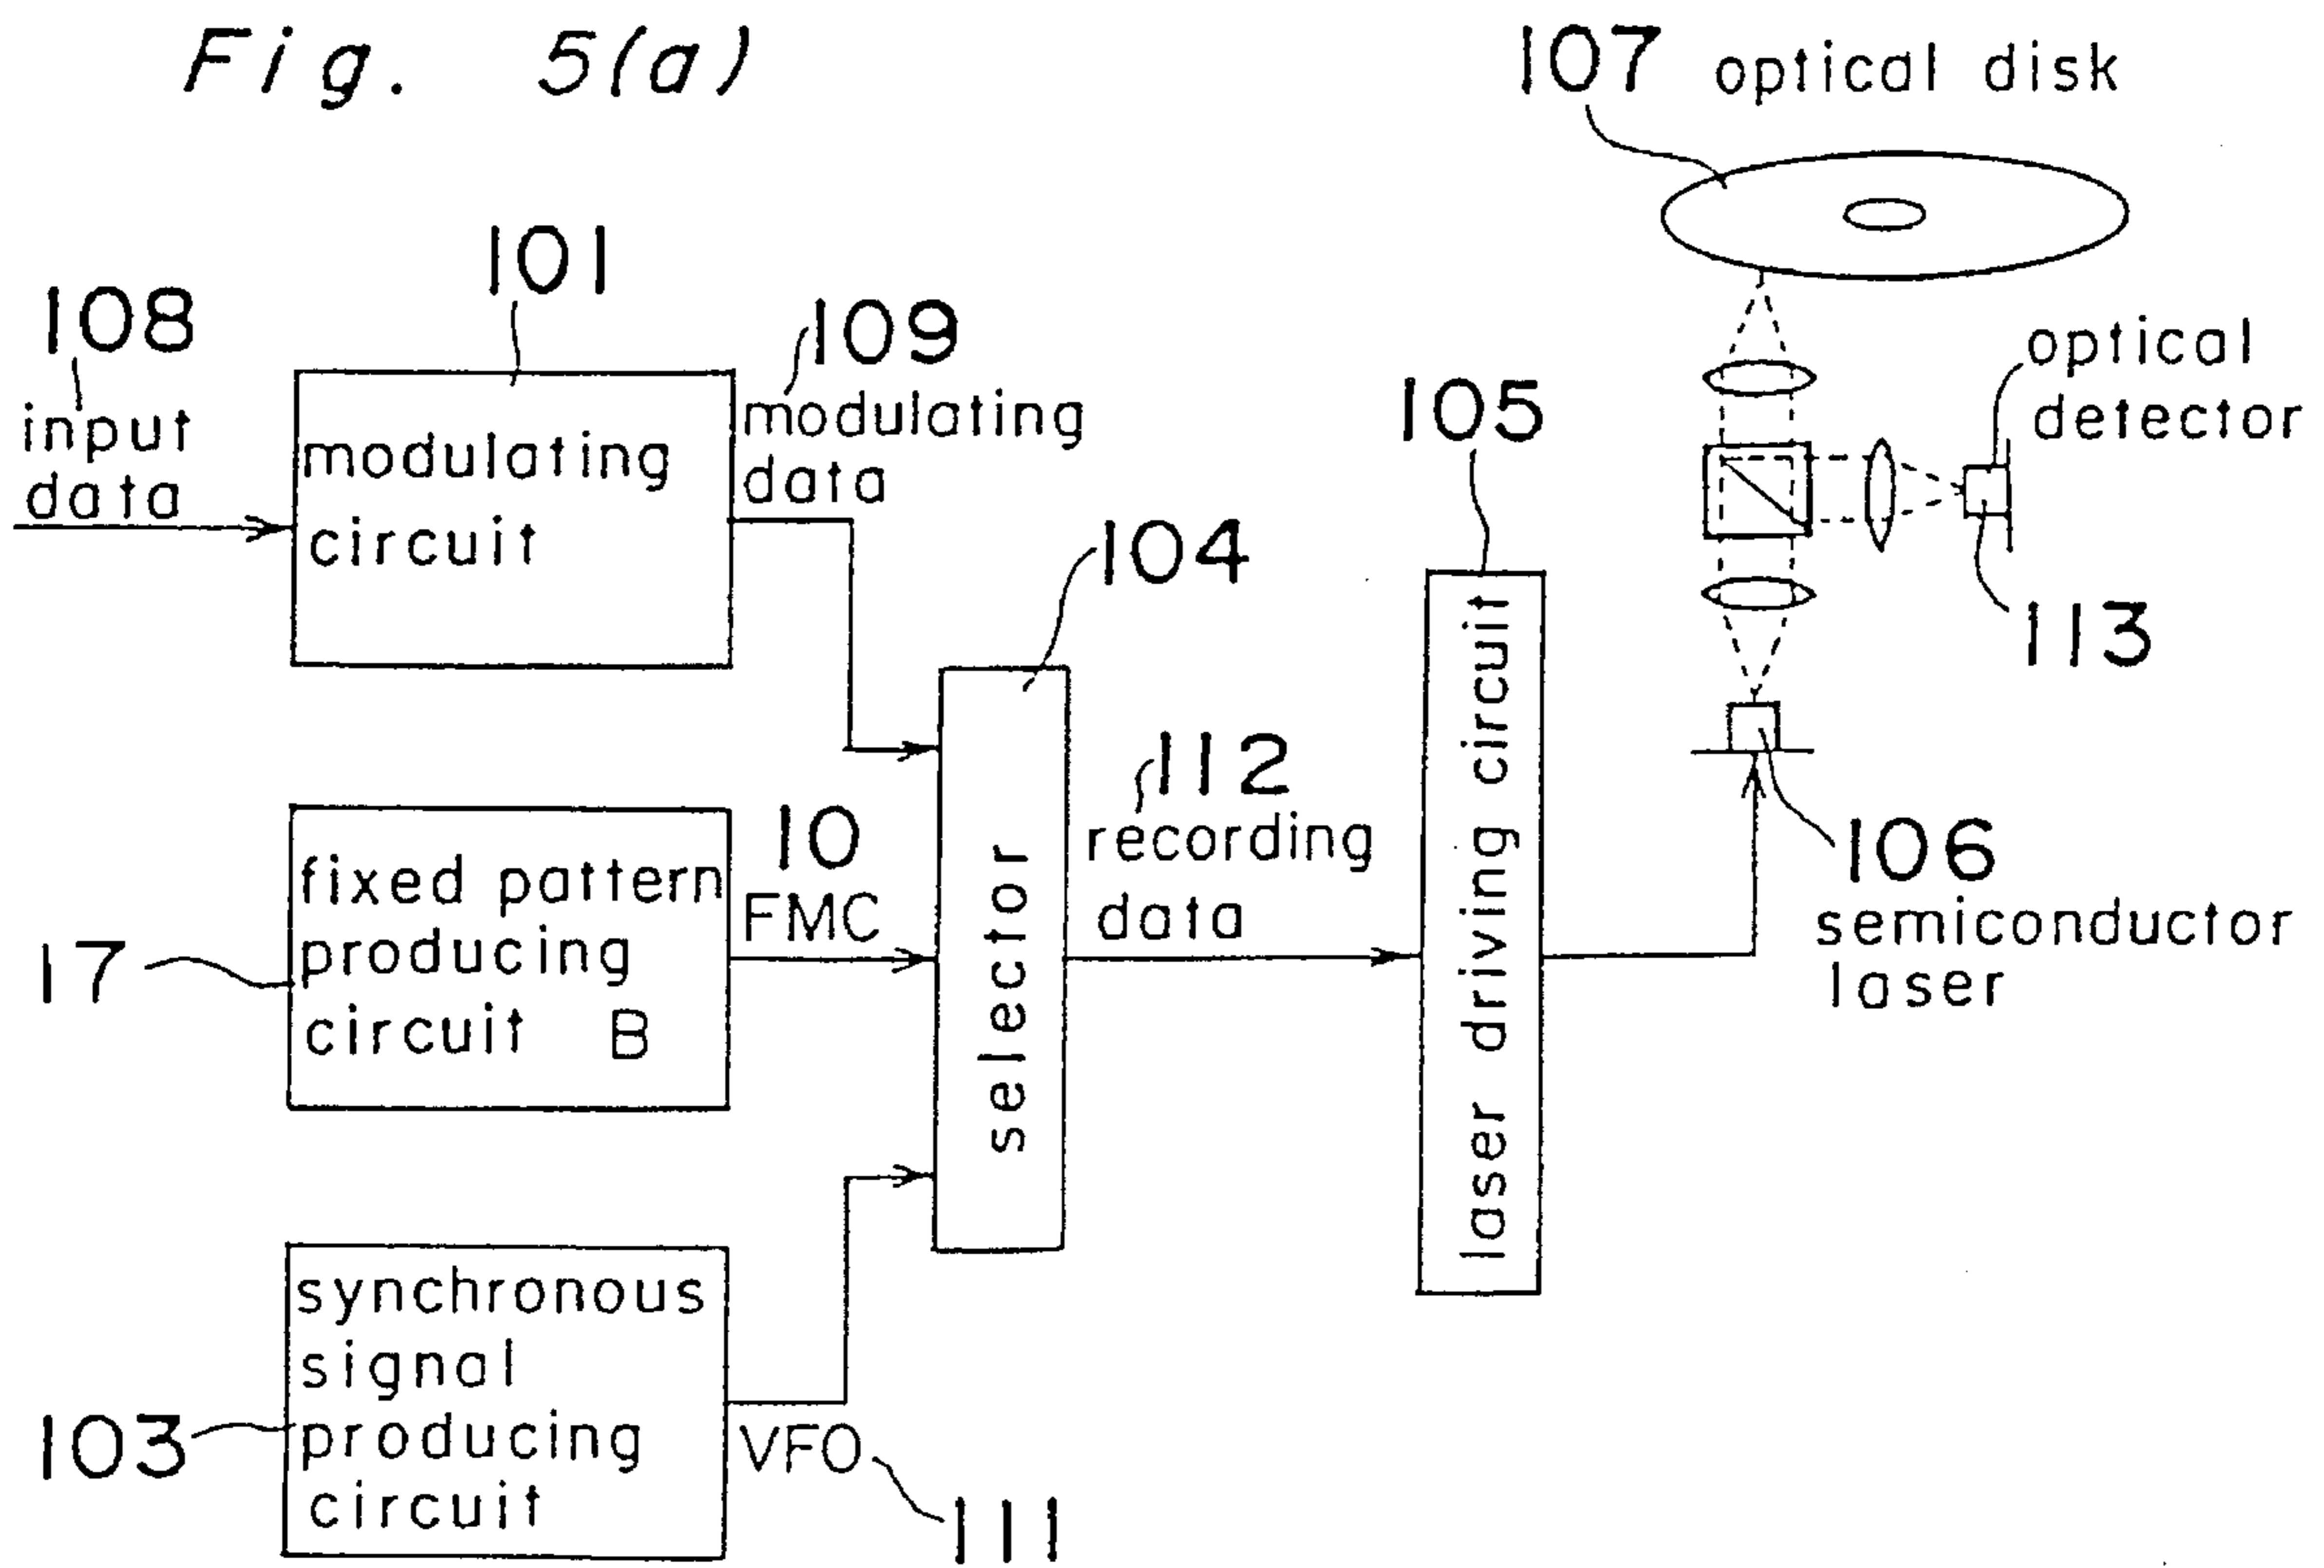 Fig. 5(a)
107 optical disk
101
108
109
input
data
modulating
circuit
modulating
data
105
optical
detector
104
113
112
recording
data
10
FMC
fixed pattern
producing
circuit B
17
selector
laser driving circuit
106
semiconductor
laser
synchronous
signal
producing
circuit
103
VFO
111